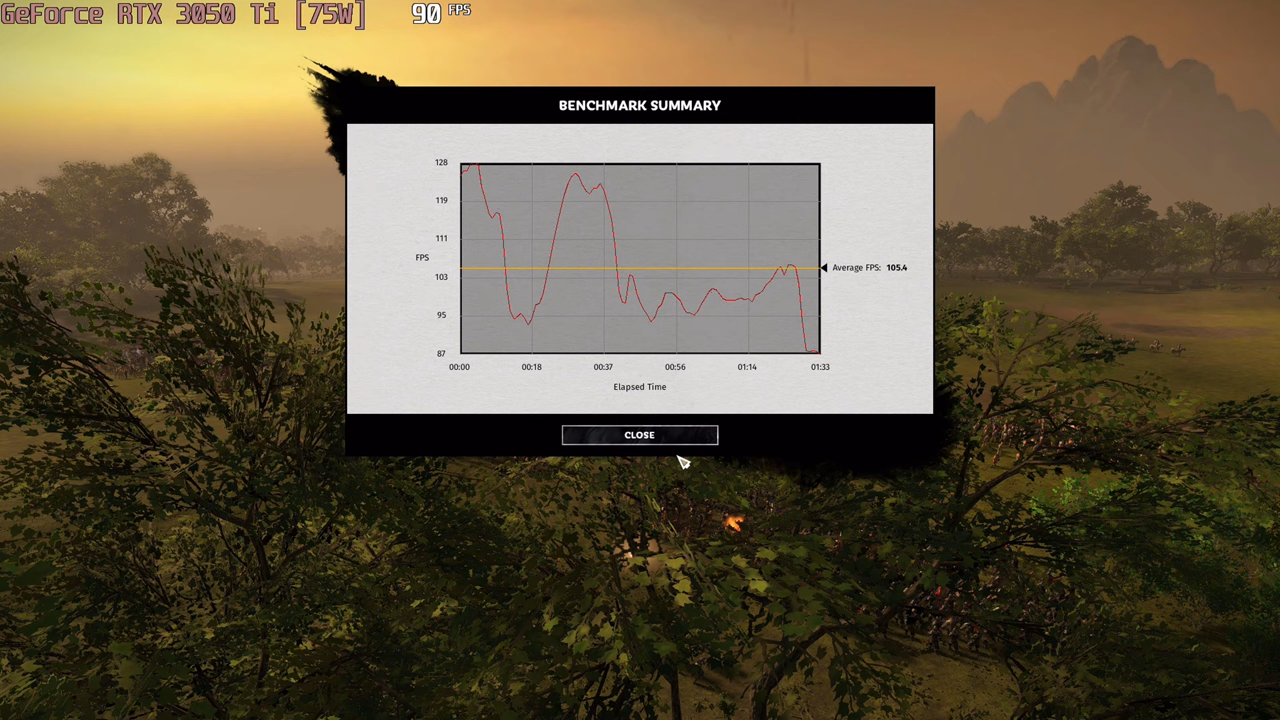 GeForce RTX 3050 Ti [75W] 90 FPS
BENCHMARK SUMMARY
128
119
111
FPS
103
95
87
Average FPS: 105.4
00:00 00:18 00:37 00:56 01:14 01:33
Elapsed Time
CLOSE